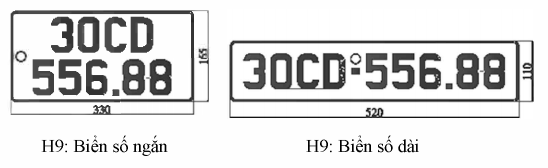 30CD
556.88
165
330
30CD-556.88
110
520
H9: Biển số ngắn
H9: Biển số dài